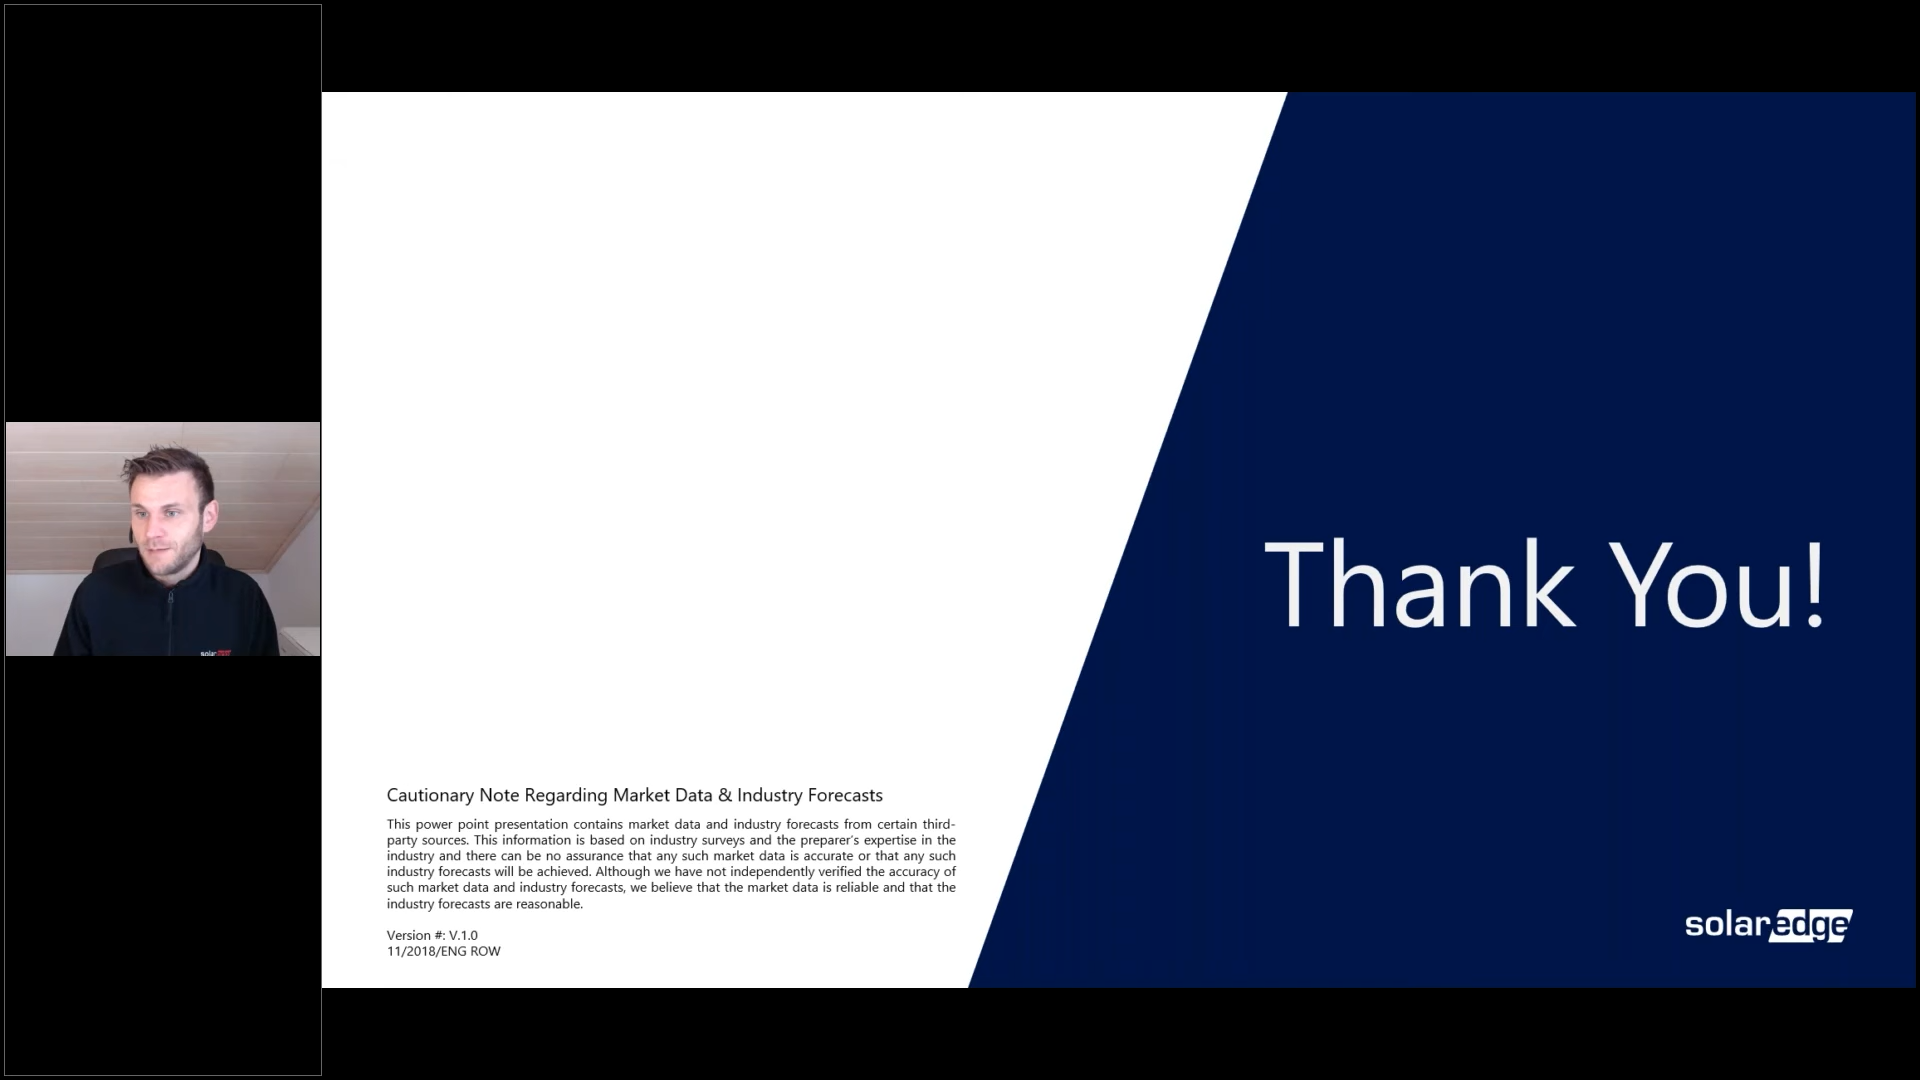 Thank You!
Cautionary Note Regarding Market Data & Industry Forecasts
This power point presentation contains market data and industry forecasts from certain third-
party sources. This information is based on industry surveys and the preparer's expertise in the
industry and there can be no assurance that any such market data is accurate or that any such
industry forecasts will be achieved. Although we have not independently verified the accuracy of
such market data and industry forecasts, we believe that the market data is reliable and that the
industry forecasts are reasonable.
Version #: V.1.0
11/2018/ENG ROW
solaredge